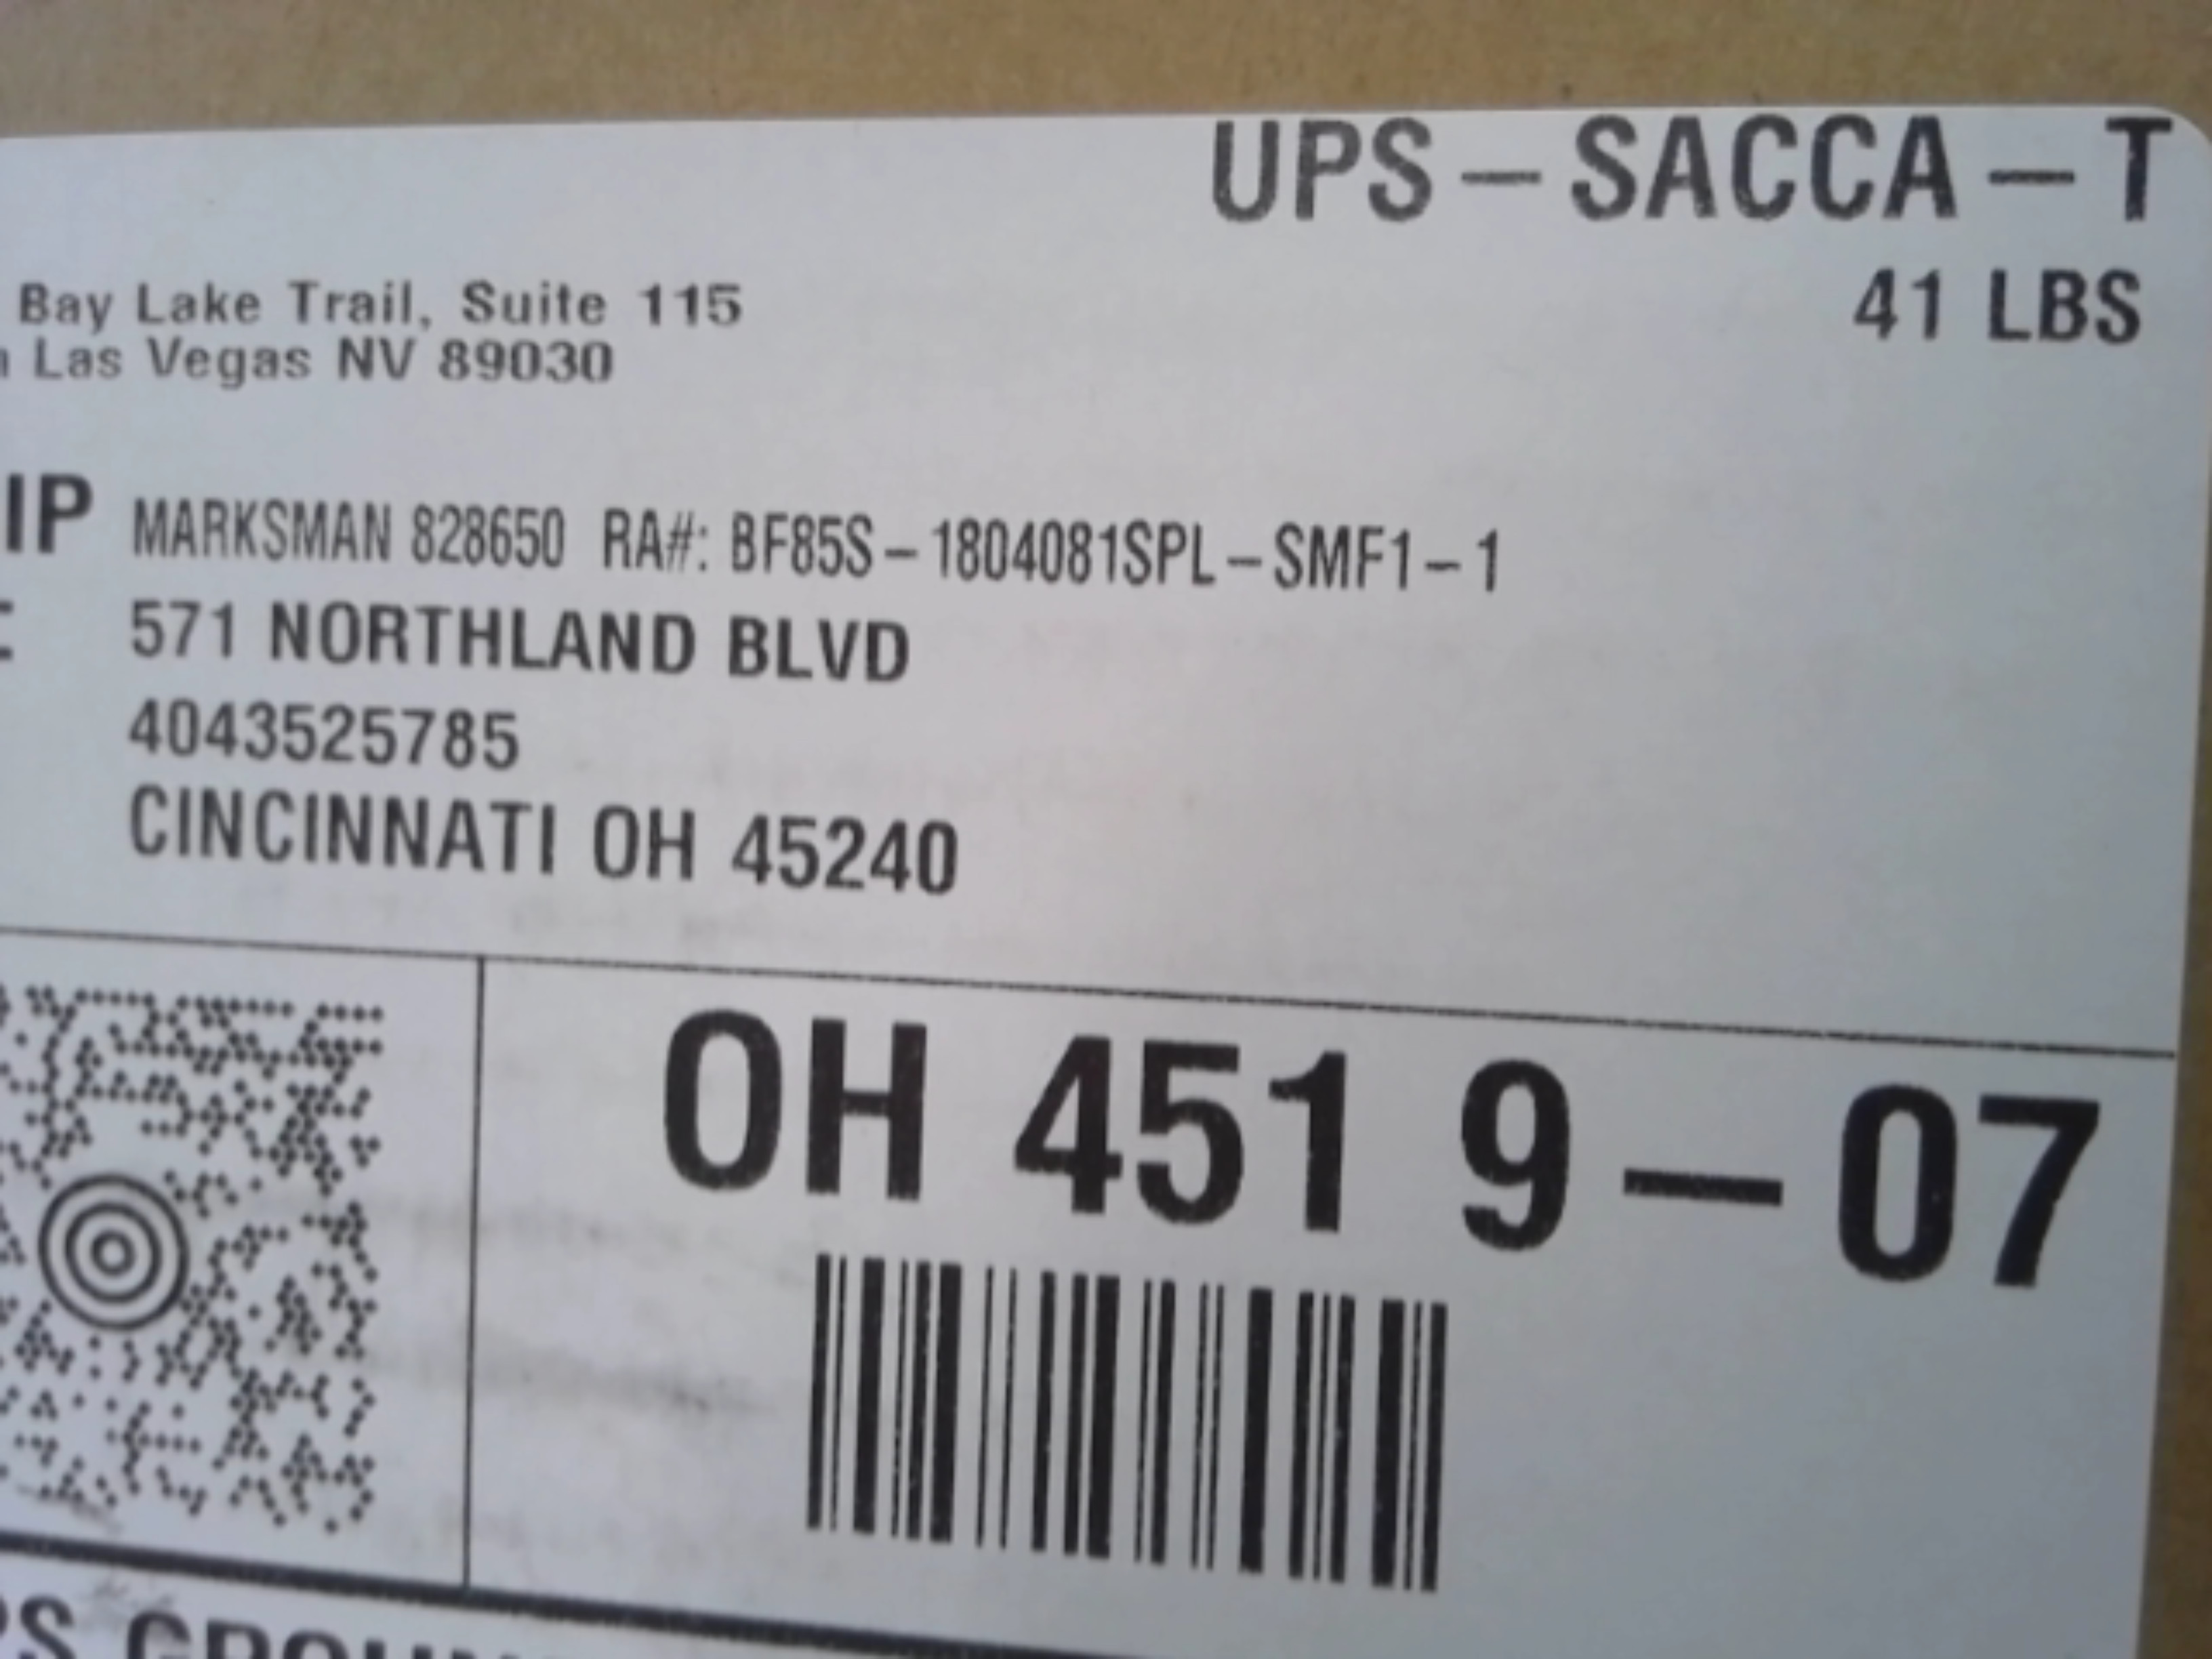 UPS - SACCA - T
41 LBS
Bay Lake Trail, Suite 115
Las Vegas NV 89030
IP MARKSMAN 828650 RA#: BF85S-1804081SPL-SMF1-1
571 NORTHLAND BLVD
4043525785
CINCINNATI OH 45240
OH 451 9-07